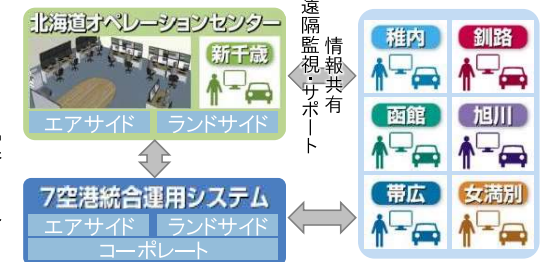 北海道オペレーションセンター
新千歳
エアサイド
ランドサイド
情報共有
遠隔監視・サポート
稚内
釧路
函館
旭川
帯広
女満別
7空港統合運用システム
エアサイド
ランドサイド
コーポレート